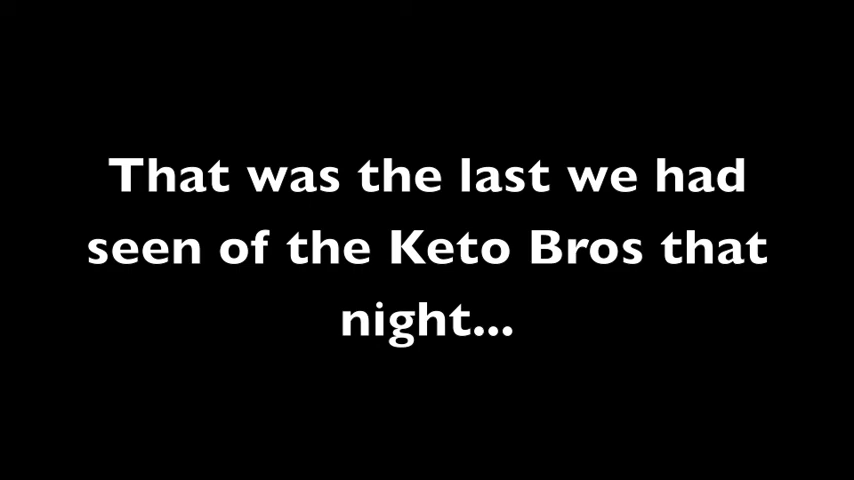 That was the last we had
seen of the Keto Bros that
night...